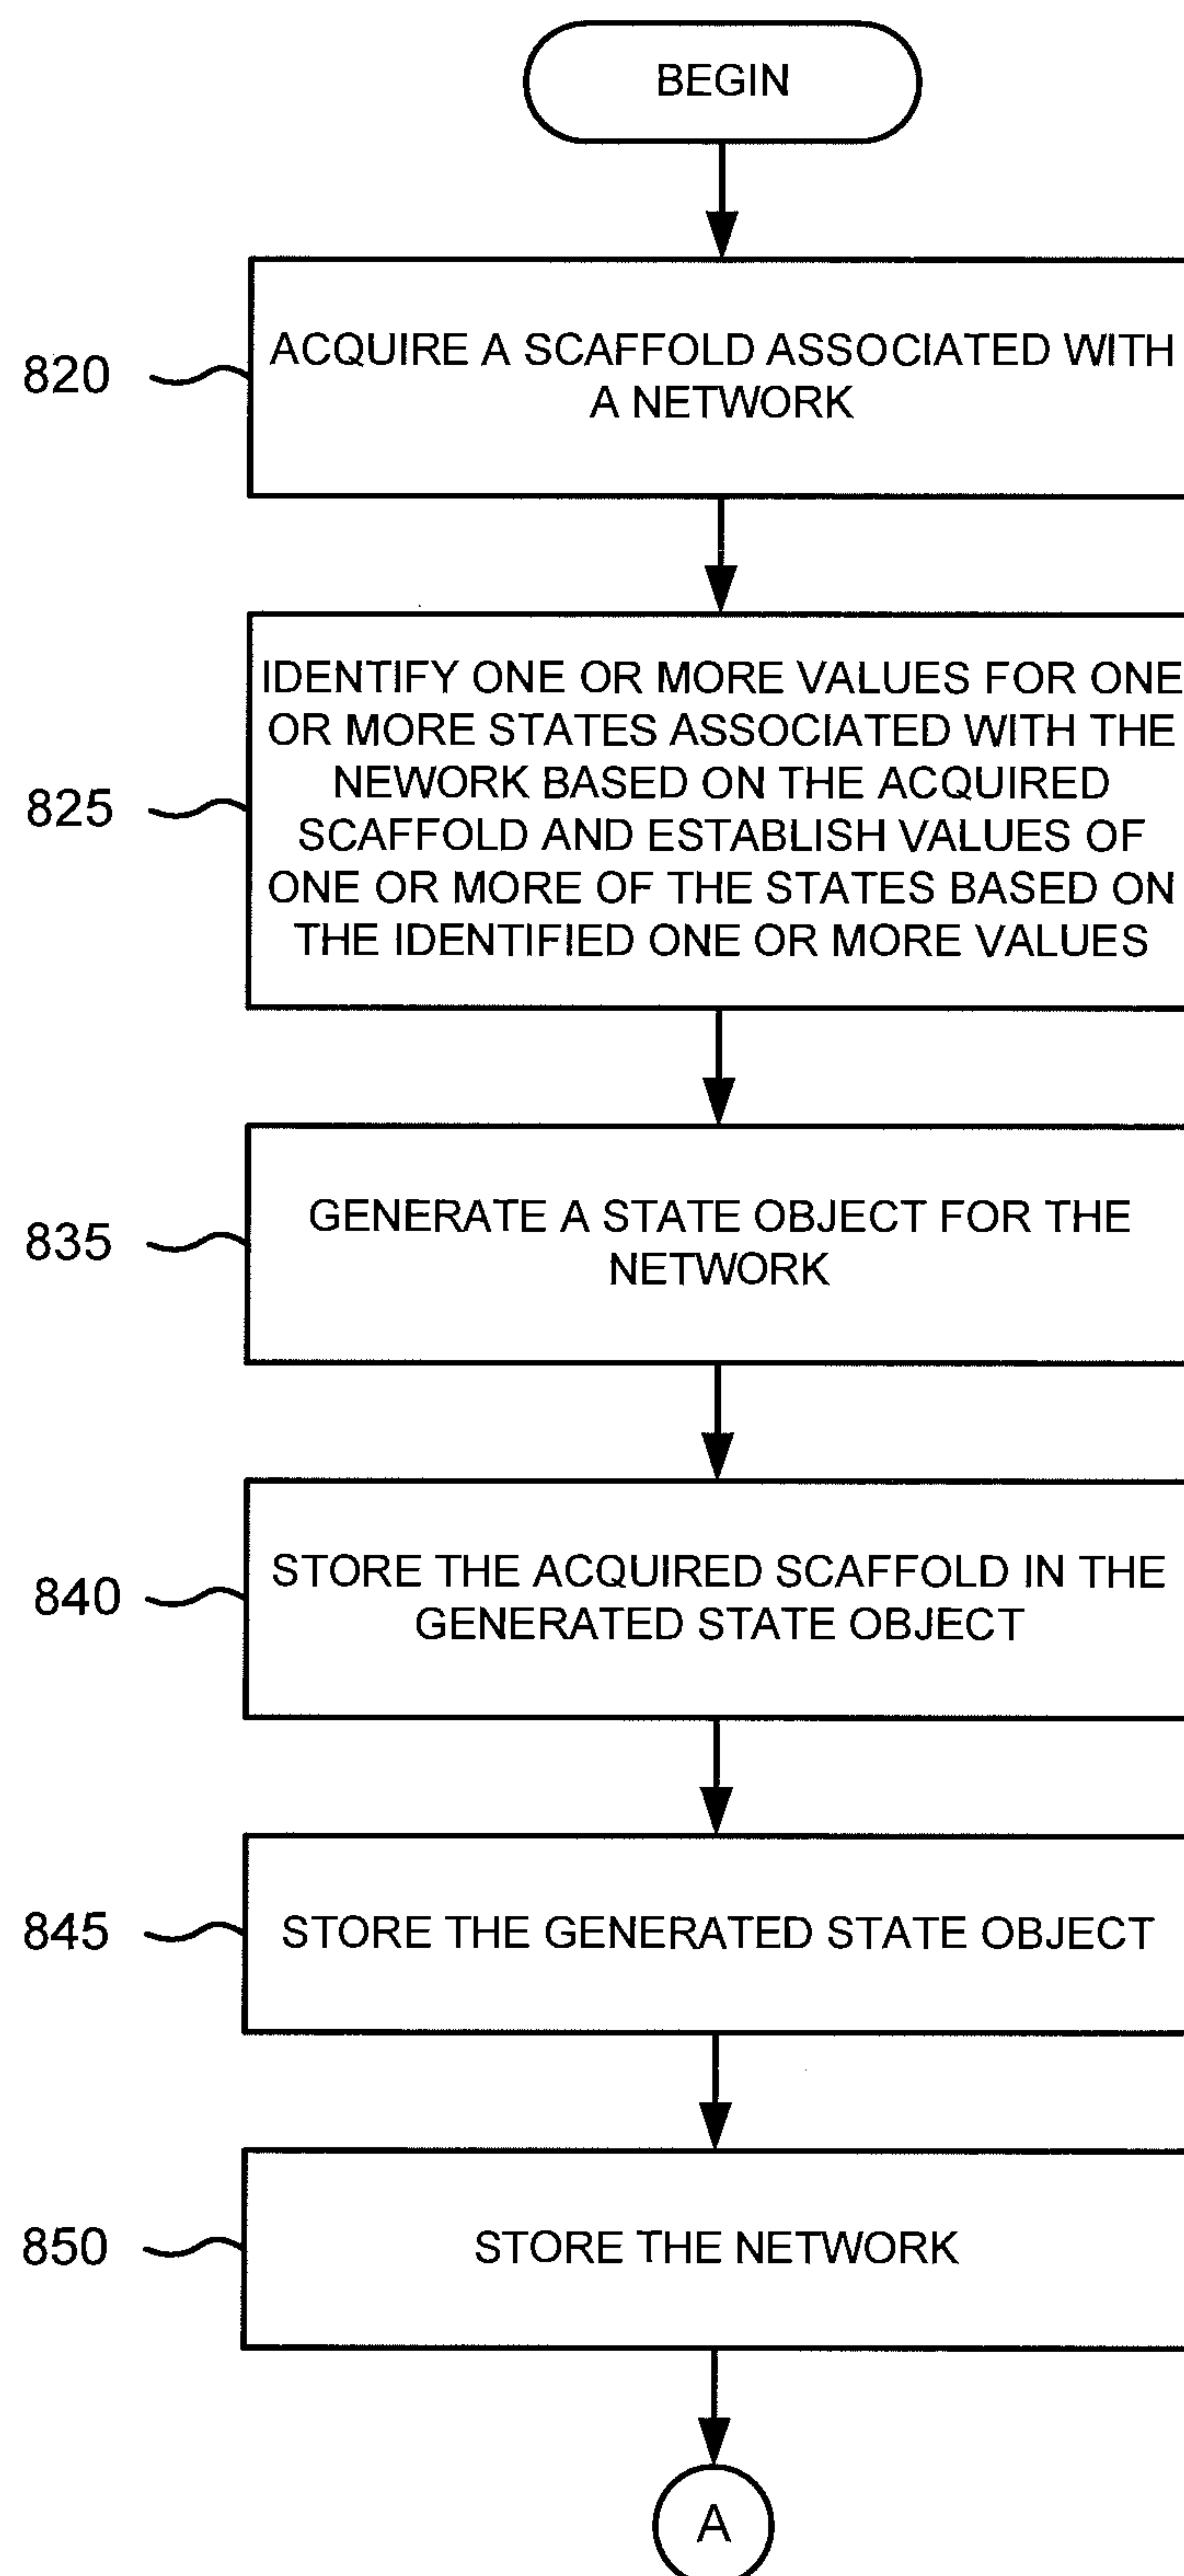 BEGIN
820
ACQUIRE A SCAFFOLD ASSOCIATED WITH
A NETWORK
825
IDENTIFY ONE OR MORE VALUES FOR ONE
OR MORE STATES ASSOCIATED WITH THE
NEWORK BASED ON THE ACQUIRED
SCAFFOLD AND ESTABLISH VALUES OF
ONE OR MORE OF THE STATES BASED ON
THE IDENTIFIED ONE OR MORE VALUES
835
GENERATE A STATE OBJECT FOR THE
NETWORK
840
STORE THE ACQUIRED SCAFFOLD IN THE
GENERATED STATE OBJECT
845
STORE THE GENERATED STATE OBJECT
850
STORE THE NETWORK
A